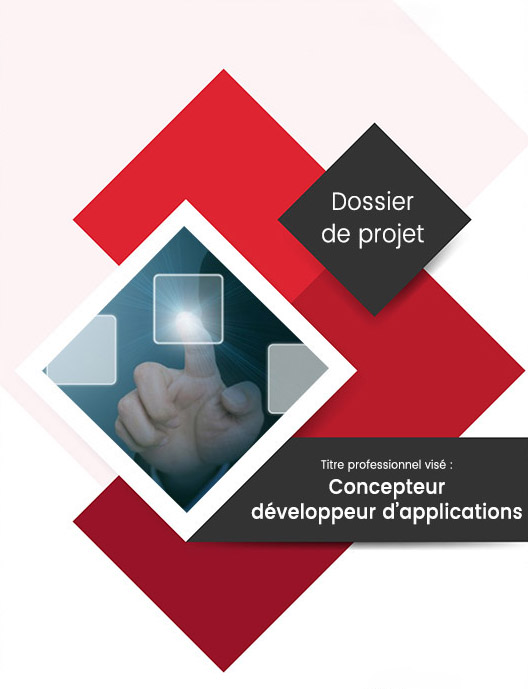 Dossier
de projet
Titre professionnel visé :
Concepteur
développeur d'applications